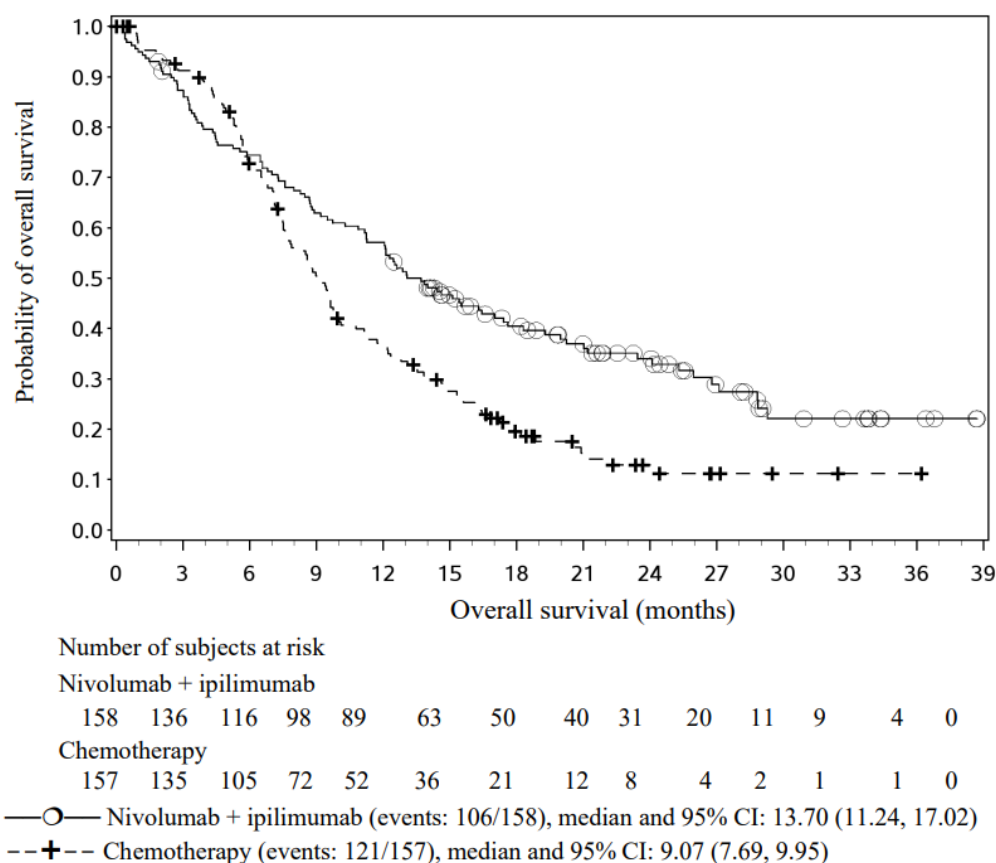 1.0
0.9
0.8
0.7
0.6
0.5
0.4
0.3
0.2
0.1
0.0
Probability of overall survival
0 3 6 9 12 15 18 21 24 27 30 33 36 39
Overall survival (months)
Number of subjects at risk
Nivolumab + ipilimumab
158 136 116 98 89 63 50 40 31 20 11 9 4 0
Chemotherapy
157 135 105 72 52 36 21 12 8 4 2 1 1 0
Nivolumab + ipilimumab (events: 106/158), median and 95% CI: 13.70 (11.24, 17.02)
Chemotherapy (events: 121/157), median and 95% CI: 9.07 (7.69, 9.95)